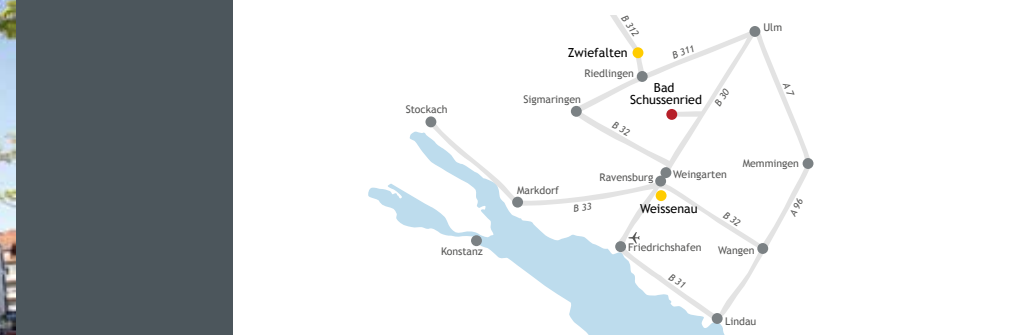 B 312
Ulm
Zwiefalten
B 311
Riedlingen
Bad
Schussenried
A 7
B 30
Sigmaringen
Stockach
B 32
Memmingen
Weingarten
Ravensburg
Markdorf
B 33
Weissenau
A 96
B 32
Friedrichshafen
Wangen
Konstanz
B 31
Lindau